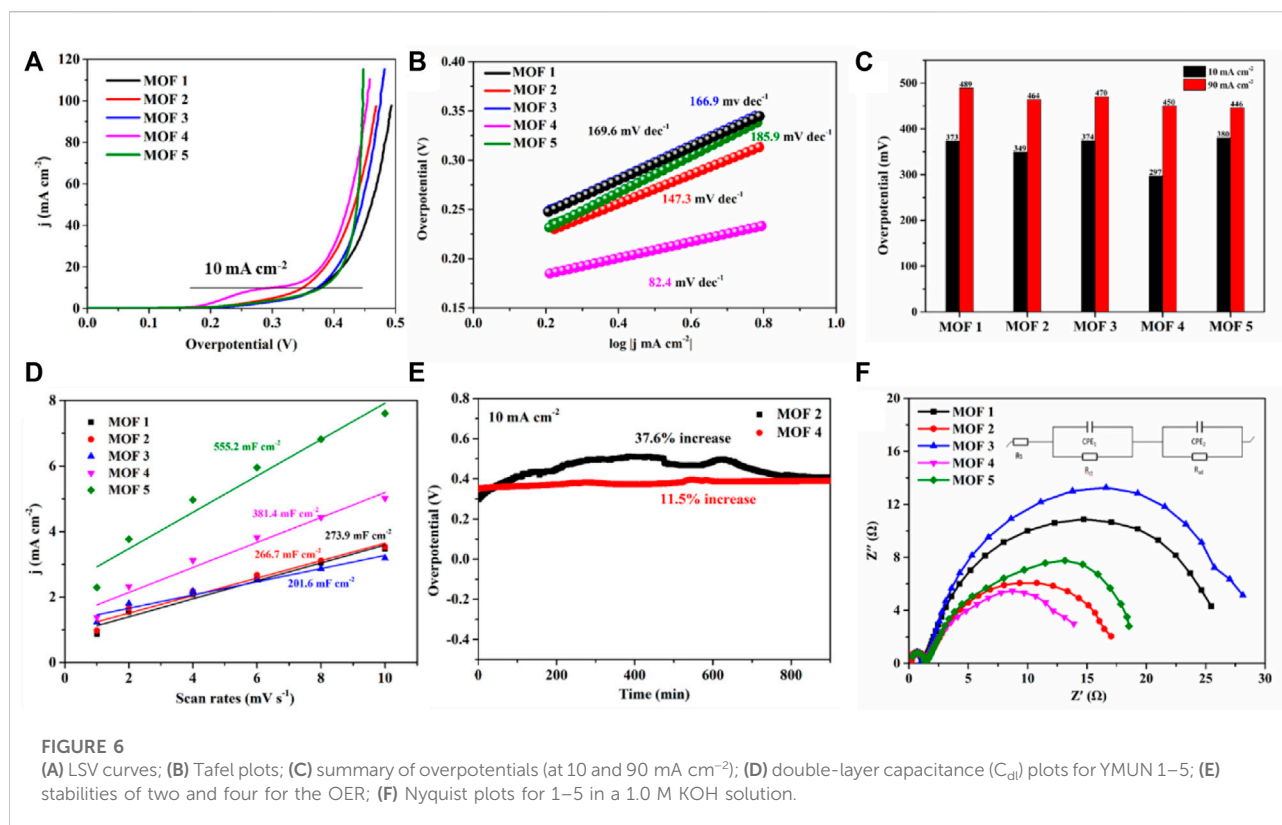 A
120
100
80
60
40
20
10
0
j (mA cm⁻²)
MOF 1
MOF 2
MOF 3
MOF 4
MOF 5
10 mA cm⁻²
0.0 0.1 0.2 0.3 0.4 0.5
Overpotential (V)
B
0.40
0.35
0.30
0.25
0.20
0.15
Overpotential (V)
MOF 1
MOF 2
MOF 3
MOF 4
MOF 5
166.9 mv dec⁻¹
169.6 mV dec⁻¹
185.9 mV dec⁻¹
147.3 mV dec⁻¹
82.4 mV dec⁻¹
0.0 0.2 0.4 0.6 0.8 1.0
log |j mA cm⁻²|
C
500
400
300
200
100
0
Overpotential (mV)
10 mA cm⁻²
90 mA cm⁻²
373 489 349 464 374 470 297 450 380 446
MOF 1 MOF 2 MOF 3 MOF 4 MOF 5
D
8
6
4
2
0
j (mA cm⁻²)
MOF 1
MOF 2
MOF 3
MOF 4
MOF 5
555.2 mF cm⁻²
381.4 mF cm⁻²
273.9 mF cm⁻²
266.7 mF cm⁻²
201.6 mF cm⁻²
0 2 4 6 8 10
Scan rates (mV s⁻¹)
E
0.8
0.6
0.4
0.2
0.0
-0.2
-0.4
Overpotential (V)
10 mA cm⁻²
MOF 2
MOF 4
37.6% increase
11.5% increase
0 200 400 600 800
Time (min)
F
20
16
12
8
4
0
Z'' (Ω)
MOF 1
MOF 2
MOF 3
MOF 4
MOF 5
CPE₁
CPE₂
0 5 10 15 20 25 30
Z' (Ω)
FIGURE 6
(A) LSV curves; (B) Tafel plots; (C) summary of overpotentials (at 10 and 90 mA cm⁻²); (D) double-layer capacitance (Cdl) plots for YMUN 1–5; (E)
stabilities of two and four for the OER; (F) Nyquist plots for 1–5 in a 1.0 M KOH solution.